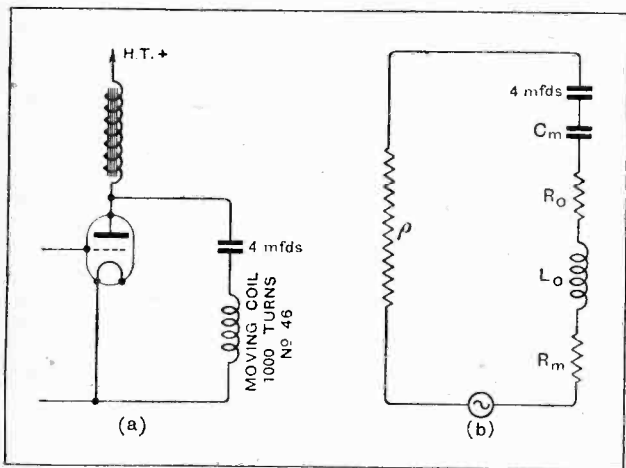 H.T. +
4 mfds
MOVING COIL
1000 TURNS
Nº 46
(a)
4 mfds
Cm
Ro
Lo
Rm
ρ
(b)